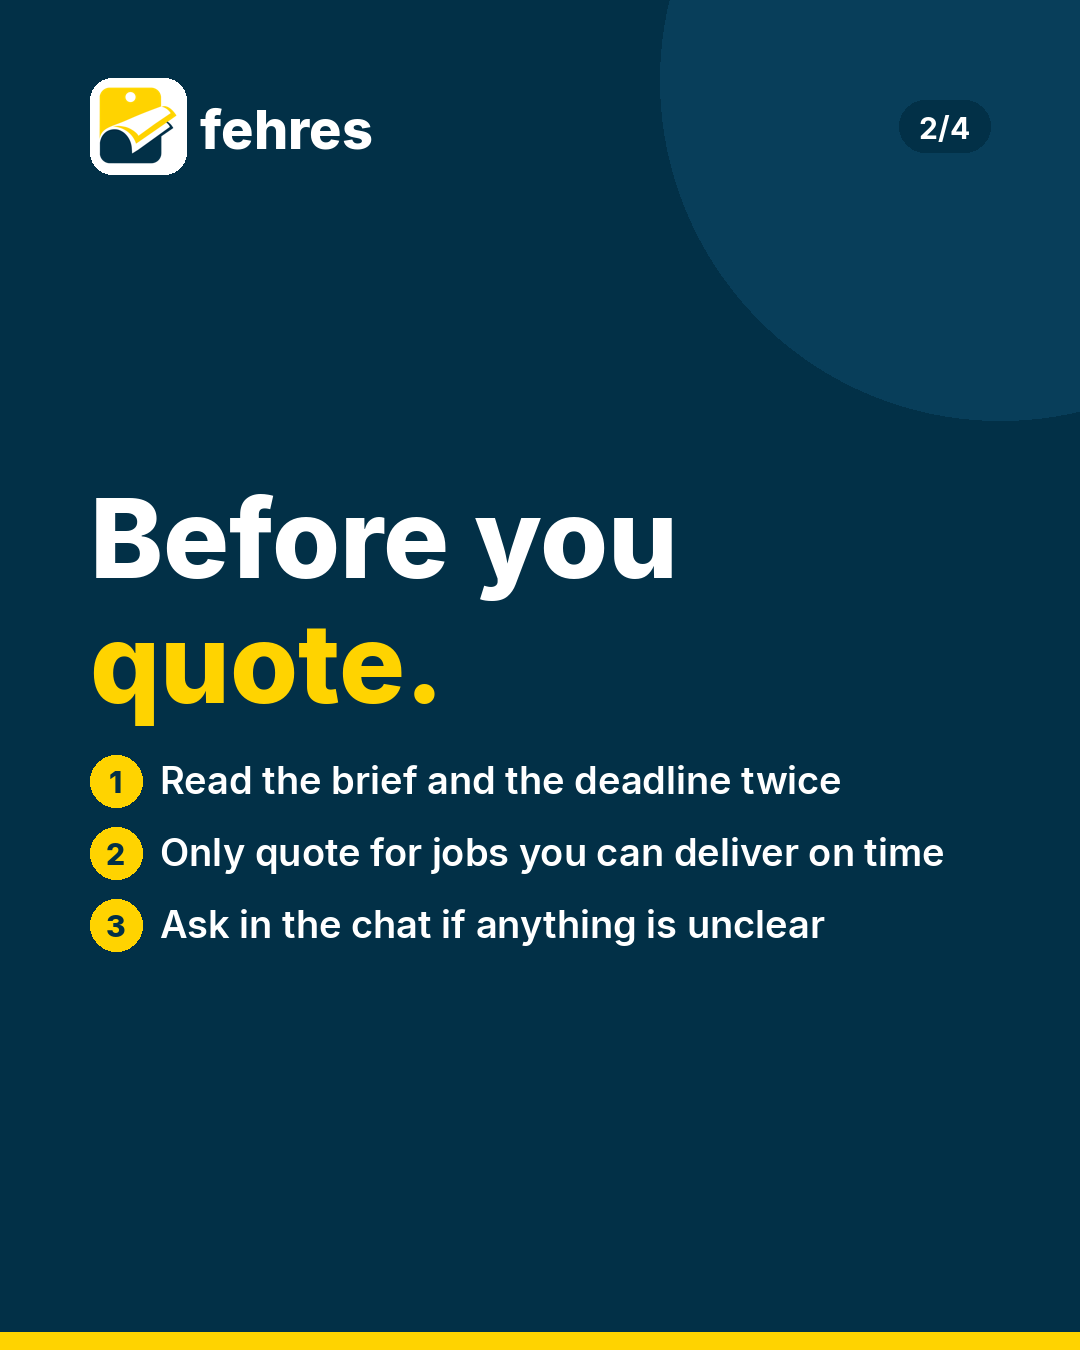 fehres
2/4
Before you
quote.
1 Read the brief and the deadline twice
2 Only quote for jobs you can deliver on time
3 Ask in the chat if anything is unclear